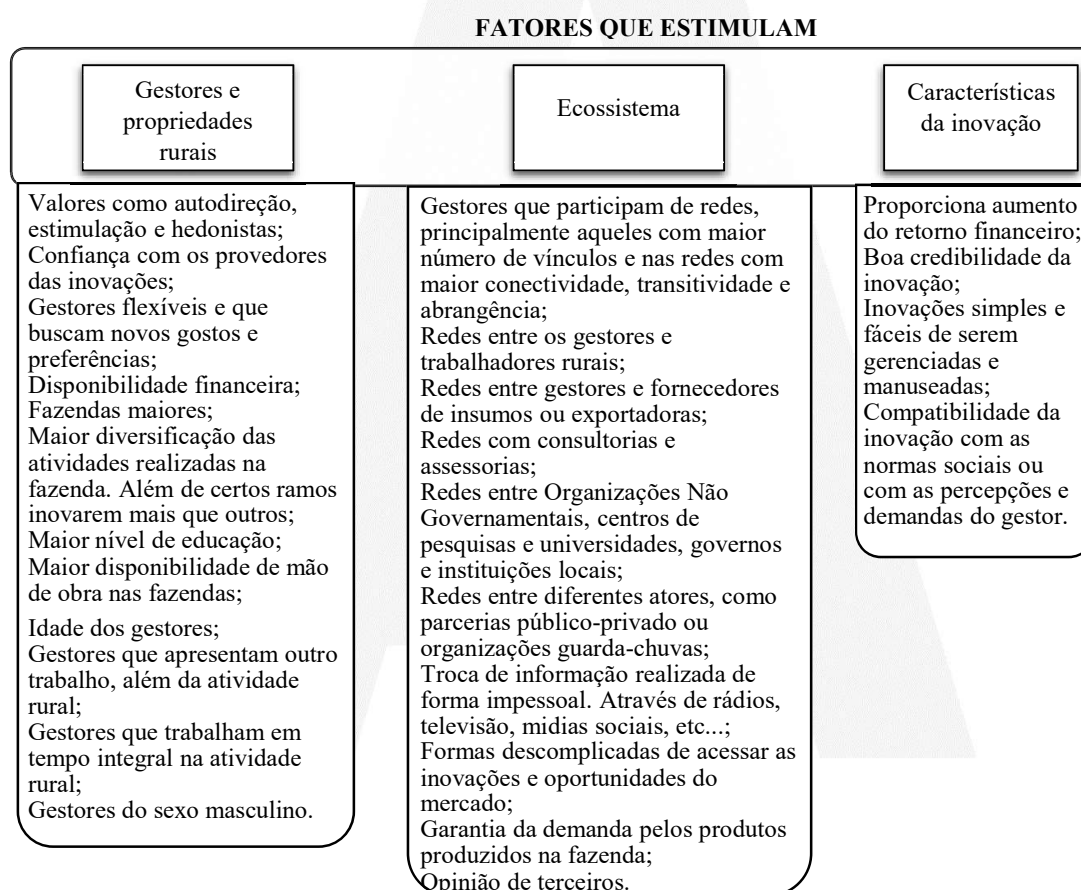 FATORES QUE ESTIMULAM
Gestores e
propriedades
rurais
Valores como autodireção,
estimulação e hedonistas;
Confiança com os provedores
das inovações;
Gestores flexíveis e que
buscam novos gostos e
preferências;
Disponibilidade financeira;
Fazendas maiores;
Maior diversificação das
atividades realizadas na
fazenda. Além de certos ramos
inovarem mais que outros;
Maior nível de educação;
Maior disponibilidade de mão
de obra nas fazendas;
Idade dos gestores;
Gestores que apresentam outro
trabalho, além da atividade
rural;
Gestores que trabalham em
tempo integral na atividade
rural;
Gestores do sexo masculino.
Ecossistema
Gestores que participam de redes,
principalmente aqueles com maior
número de vínculos e nas redes com
maior conectividade, transitividade e
abrangência;
Redes entre os gestores e
trabalhadores rurais;
Redes entre gestores e fornecedores
de insumos ou exportadoras;
Redes com consultorias e
assessorias;
Redes entre Organizações Não
Governamentais, centros de
pesquisas e universidades, governos
e instituições locais;
Redes entre diferentes atores, como
parcerias público-privado ou
organizações guarda-chuvas;
Troca de informação realizada de
forma impessoal. Através de rádios,
televisão, midias sociais, etc...;
Formas descomplicadas de acessar as
inovações e oportunidades do
mercado;
Garantia da demanda pelos produtos
produzidos na fazenda;
Opinião de terceiros.
Características
da inovação
Proporciona aumento
do retorno financeiro;
Boa credibilidade da
inovação;
Inovações simples e
fáceis de serem
gerenciadas e
manuseadas;
Compatibilidade da
inovação com as
normas sociais ou
com as percepções e
demandas do gestor.